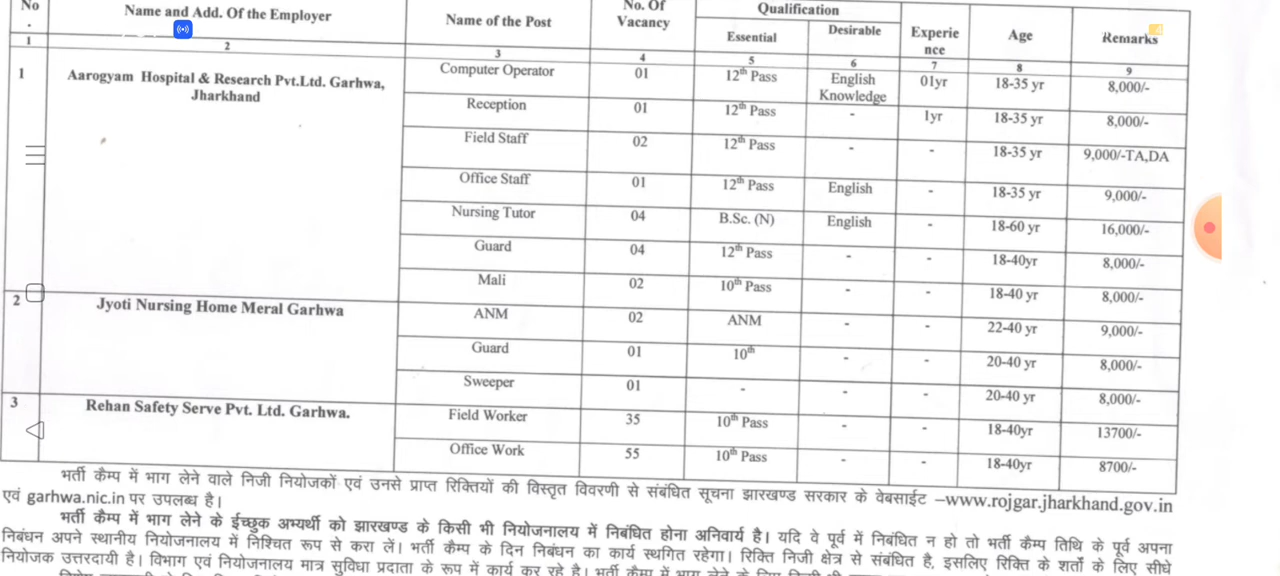 No
.
Name and Add. Of the Employer
Name of the Post
No. Of
Vacancy
Qualification
Essential
Desirable
Experie
nce
Age
Remarks
1 2 3 4 5 6 7 8 9
1 Aarogyam Hospital & Research Pvt.Ltd. Garhwa,
Jharkhand
Computer Operator 01 12th Pass English
Knowledge 01yr 18-35 yr 8,000/-
Reception 01 12th Pass - 1yr 18-35 yr 8,000/-
Field Staff 02 12th Pass - - 18-35 yr 9,000/-TA,DA
Office Staff 01 12th Pass English - 18-35 yr 9,000/-
Nursing Tutor 04 B.Sc. (N) English - 18-60 yr 16,000/-
Guard 04 12th Pass - - 18-40yr 8,000/-
Mali 02 10th Pass - - 18-40 yr 8,000/-
2 Jyoti Nursing Home Meral Garhwa
ANM 02 ANM - - 22-40 yr 9,000/-
Guard 01 10th - - 20-40 yr 8,000/-
Sweeper 01 - - - 20-40 yr 8,000/-
3 Rehan Safety Serve Pvt. Ltd. Garhwa.
Field Worker 35 10th Pass - - 18-40yr 13700/-
Office Work 55 10th Pass - - 18-40yr 8700/-
भर्ती कैम्प में भाग लेने वाले निजी नियोजकों एवं उनसे प्राप्त रिक्तियों की विस्तृत विवरणी से संबंधित सूचना झारखण्ड सरकार के वेबसाईट –www.rojgar.jharkhand.gov.in
एवं garhwa.nic.in पर उपलब्ध है।
भर्ती कैम्प में भाग लेने के ईच्छुक अभ्यर्थी को झारखण्ड के किसी भी नियोजनालय में निबंधित होना अनिवार्य है। यदि वे पूर्व में निबंधित न हो तो भर्ती कैम्प तिथि के पूर्व अपना
निबंधन अपने स्थानीय नियोजनालय में निश्चित रूप से करा लें। भर्ती कैम्प के दिन निबंधन का कार्य स्थगित रहेगा। रिक्ति निजी क्षेत्र से संबंधित है, इसलिए रिक्ति के शर्तो के लिए सीधे
नियोजक उत्तरदायी है। विभाग एवं नियोजनालय मात्र सुविधा प्रदाता के रूप में कार्य कर रहे है। भर्ती कैम्प में भाग लेने के लिए किसी भी